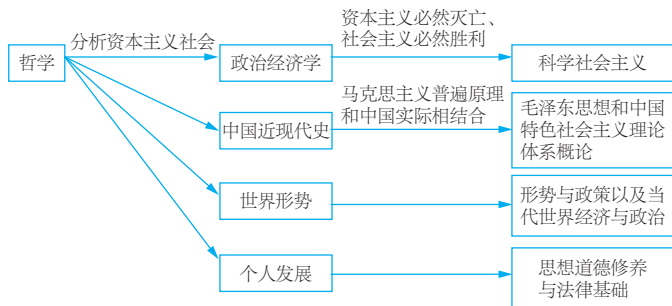 哲学
分析资本主义社会
政治经济学
资本主义必然灭亡、
社会主义必然胜利
科学社会主义
中国近现代史
马克思主义普遍原理
和中国实际相结合
毛泽东思想和中国
特色社会主义理论
体系概论
世界形势
形势与政策以及当
代世界经济与政治
个人发展
思想道德修养
与法律基础